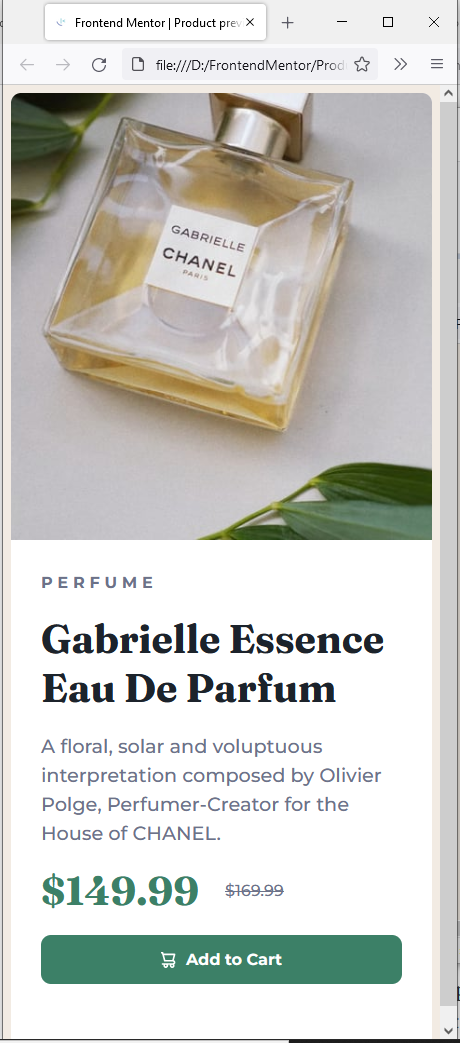 Frontend Mentor | Product prev
file:///D:/FrontendMentor/Prod
GABRIELLE
CHANEL
PARIS
PERFUME
Gabrielle Essence
Eau De Parfum
A floral, solar and voluptuous
interpretation composed by Olivier
Polge, Perfumer-Creator for the
House of CHANEL.
$149.99 $169.99
Add to Cart